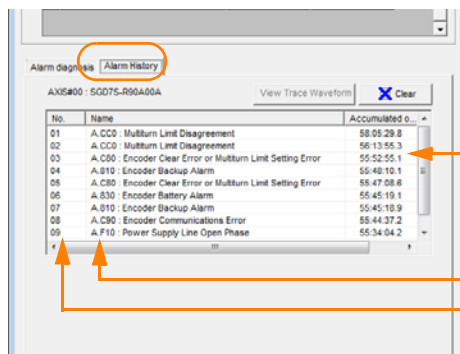 Alarm diagnosis Alarm History
AXIS#00 : SGD7S-R90A00A View Trace Waveform Clear
No. Name Accumulated o...
01 A.CC0 : Multiturn Limit Disagreement 58:05:29.8
02 A.CC0 : Multiturn Limit Disagreement 56:13:55.3
03 A.C80 : Encoder Clear Error or Multiturn Limit Setting Error 55:52:55.1
04 A.810 : Encoder Backup Alarm 55:48:10.1
05 A.C80 : Encoder Clear Error or Multiturn Limit Setting Error 55:47:08.6
06 A.830 : Encoder Battery Alarm 55:45:19.1
07 A.810 : Encoder Backup Alarm 55:45:18.9
08 A.C90 : Encoder Communications Error 55:44:37.2
09 A.F10 : Power Supply Line Open Phase 55:34:04.2